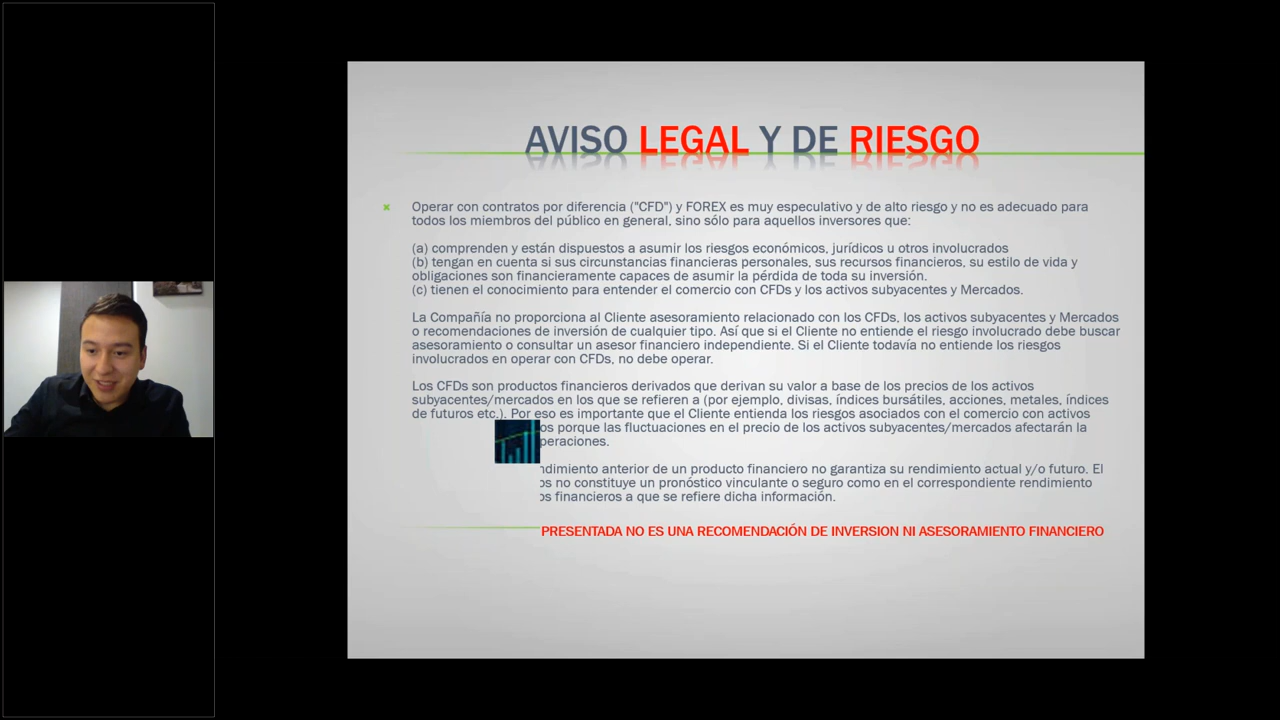 AVISO LEGAL Y DE RIESGO
Operar con contratos por diferencia ("CFD") y FOREX es muy especulativo y de alto riesgo y no es adecuado para
todos los miembros del público en general, sino sólo para aquellos inversores que:
(a) comprenden y están dispuestos a asumir los riesgos económicos, jurídicos u otros involucrados
(b) tengan en cuenta si sus circunstancias financieras personales, sus recursos financieros, su estilo de vida y
obligaciones son financieramente capaces de asumir la pérdida de toda su inversión.
(c) tienen el conocimiento para entender el comercio con CFDs y los activos subyacentes y Mercados.
La Compañía no proporciona al Cliente asesoramiento relacionado con los CFDs, los activos subyacentes y Mercados
o recomendaciones de inversión de cualquier tipo. Así que si el Cliente no entiende el riesgo involucrado debe buscar
asesoramiento o consultar un asesor financiero independiente. Si el Cliente todavía no entiende los riesgos
involucrados en operar con CFDs, no debe operar.
Los CFDs son productos financieros derivados que derivan su valor a base de los precios de los activos
subyacentes/mercados en los que se refieren a (por ejemplo, divisas, índices bursátiles, acciones, metales, índices
de futuros etc.). Por eso es importante que el Cliente entienda los riesgos asociados con el comercio con activos
os porque las fluctuaciones en el precio de los activos subyacentes/mercados afectarán la
peraciones.
ndimiento anterior de un producto financiero no garantiza su rendimiento actual y/o futuro. El
os no constituye un pronóstico vinculante o seguro como en el correspondiente rendimiento
os financieros a que se refiere dicha información.
PRESENTADA NO ES UNA RECOMENDACIÓN DE INVERSION NI ASESORAMIENTO FINANCIERO